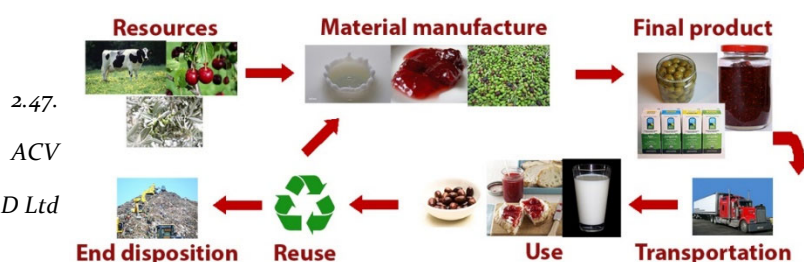 Resources
Material manufacture
Final product
2.47.
ACV
D Ltd
End disposition
Reuse
Use
Transportation